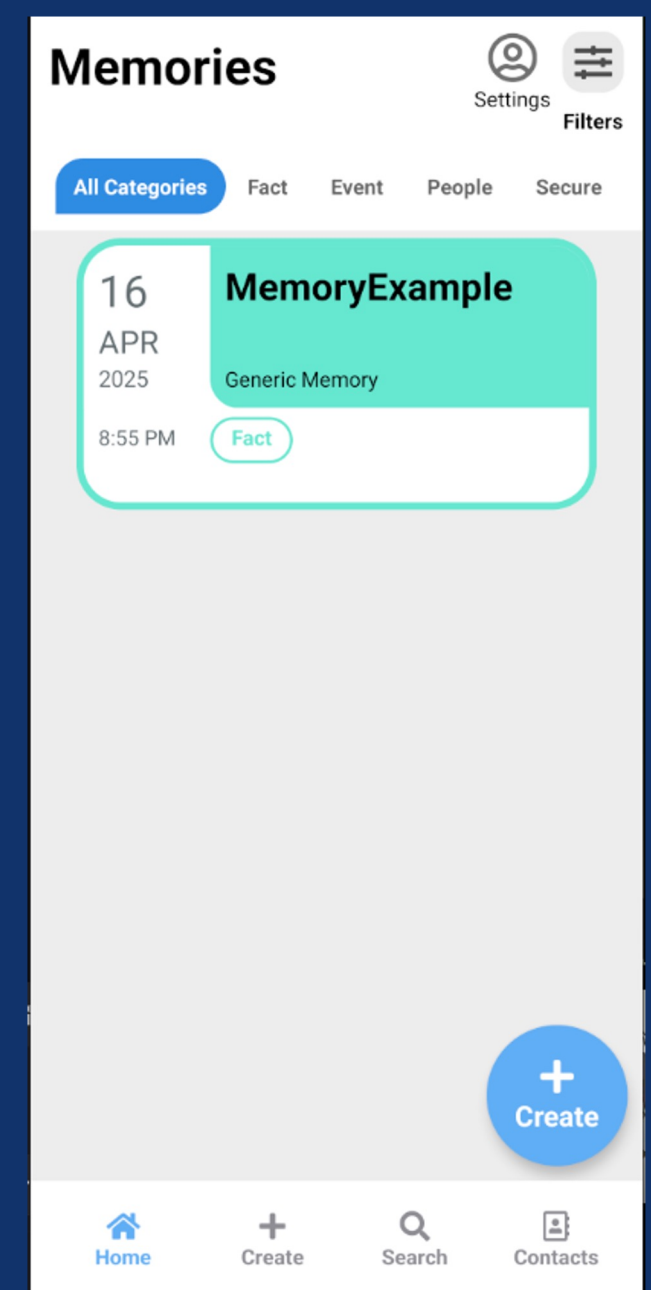 Memories
Settings
Filters
All Categories Fact Event People Secure
16
APR
2025
8:55 PM
MemoryExample
Generic Memory
Fact
Create
Home Create Search Contacts